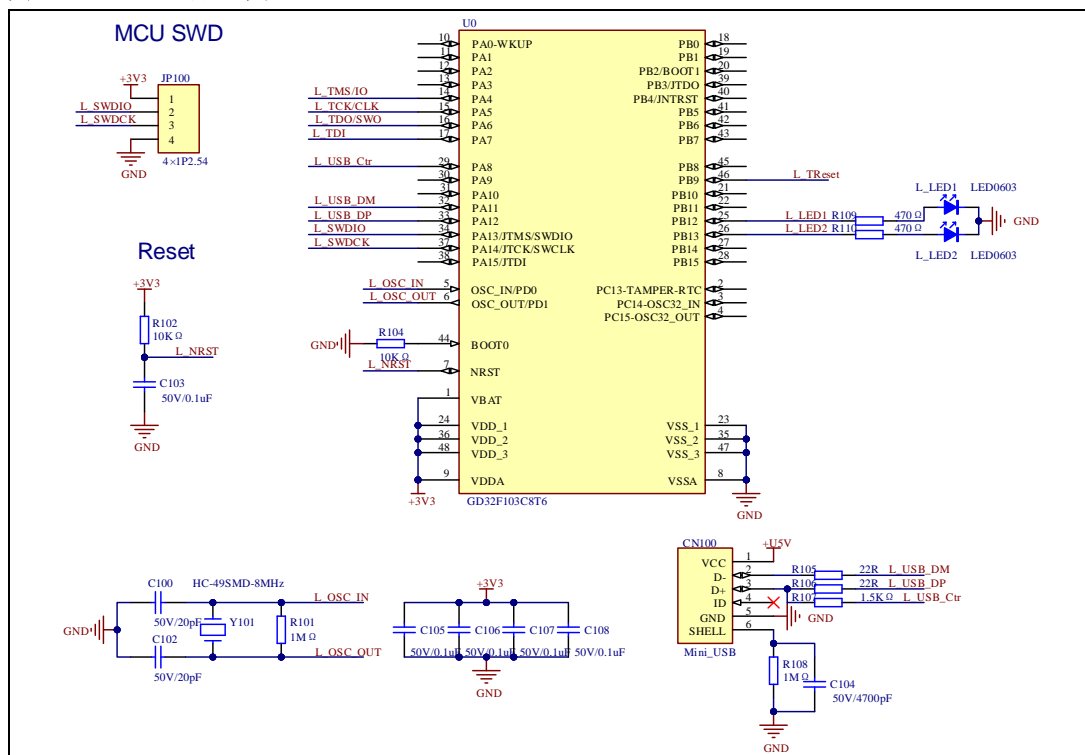 MCU SWD
+3V3
JP100
1
L_SWDIO
2
L_SWDCK
3
4
4×1P2.54
GND
Reset
+3V3
R102
10KΩ
L_NRST
C103
50V/0.1uF
GND
U0
10 PA0-WKUP
11 PA1
12 PA2
13 PA3
L_TMS/IO 14 PA4
L_TCK/CLK 15 PA5
L_TDO/SWO 16 PA6
L_TDI 17 PA7
L_USB_Ctr 29 PA8
30 PA9
31 PA10
L_USB_DM 32 PA11
L_USB_DP 33 PA12
L_SWDIO 34 PA13/JTMS/SWDIO
L_SWDCK 37 PA14/JTCK/SWCLK
38 PA15/JTDI
L_OSC_IN 5 OSC_IN/PD0
L_OSC_OUT 6 OSC_OUT/PD1
GND R104 10KΩ 44 BOOT0
L_NRST 7 NRST
1 VBAT
24 VDD_1
36 VDD_2
48 VDD_3
9 VDDA
+3V3
GD32F103C8T6
PB0 18
PB1 19
PB2/BOOT1 20
PB3/JTDO 39
PB4/JNTRST 40
PB5 41
PB6 42
PB7 43
PB8 45
PB9 46 L_TReset
PB10 21
PB11 22
PB12 25 L_LED1 R109 470Ω
PB13 26 L_LED2 R110 470Ω
PB14 27
PB15 28
PC13-TAMPER-RTC 2
PC14-OSC32_IN 3
PC15-OSC32_OUT 4
VSS_1 23
VSS_2 35
VSS_3 47
VSSA 8
GND
L_LED1 LED0603
GND
L_LED2 LED0603
C100 HC-49SMD-8MHz
L_OSC_IN
50V/20pF
GND
Y101
R101
1MΩ
C102
L_OSC_OUT
50V/20pF
+3V3
C105 C106 C107 C108
50V/0.1uF 50V/0.1uF 50V/0.1uF 50V/0.1uF
GND
CN100
+U5V
VCC 1
D- 2 R105 22R L_USB_DM
D+ 3 R106 22R L_USB_DP
ID 4 R107 1.5KΩ L_USB_Ctr
GND 5 GND
SHELL 6
Mini_USB
R108
1MΩ
C104
50V/4700pF
GND